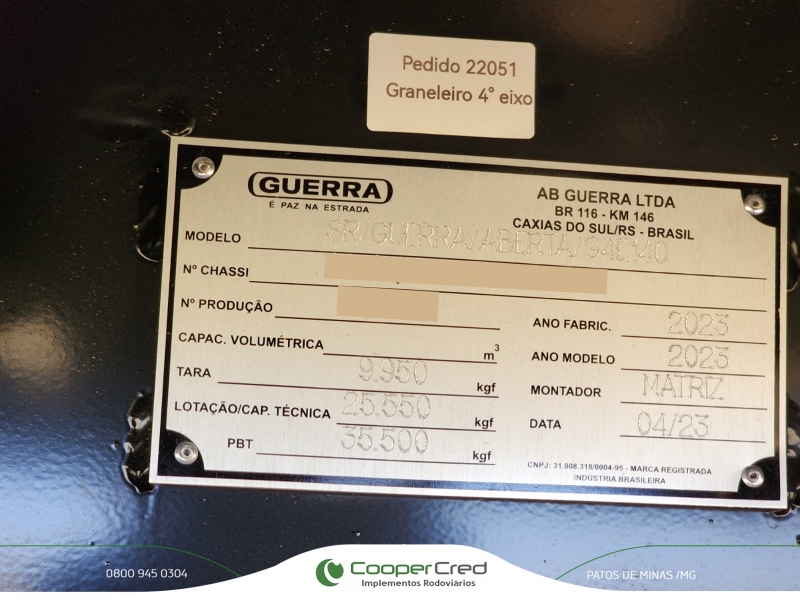 Pedido 22051
Graneleiro 4° eixo
GUERRA
É PAZ NA ESTRADA
AB GUERRA LTDA
BR 116 - KM 146
CAXIAS DO SUL/RS - BRASIL
MODELO SR/GUERRA/ABERTA/G4E140
Nº CHASSI
Nº PRODUÇÃO
CAPAC. VOLUMÉTRICA m³
TARA 9.950 kgf
LOTAÇÃO/CAP. TÉCNICA 25.550 kgf
PBT 35.500 kgf
ANO FABRIC. 2023
ANO MODELO 2023
MONTADOR MATRIZ
DATA 04/23
CNPJ: 31.008.318/0004-95 - MARCA REGISTRADA
INDUSTRIA BRASILEIRA
0800 945 0304
CooperCred
Implementos Rodoviários
PATOS DE MINAS /MG